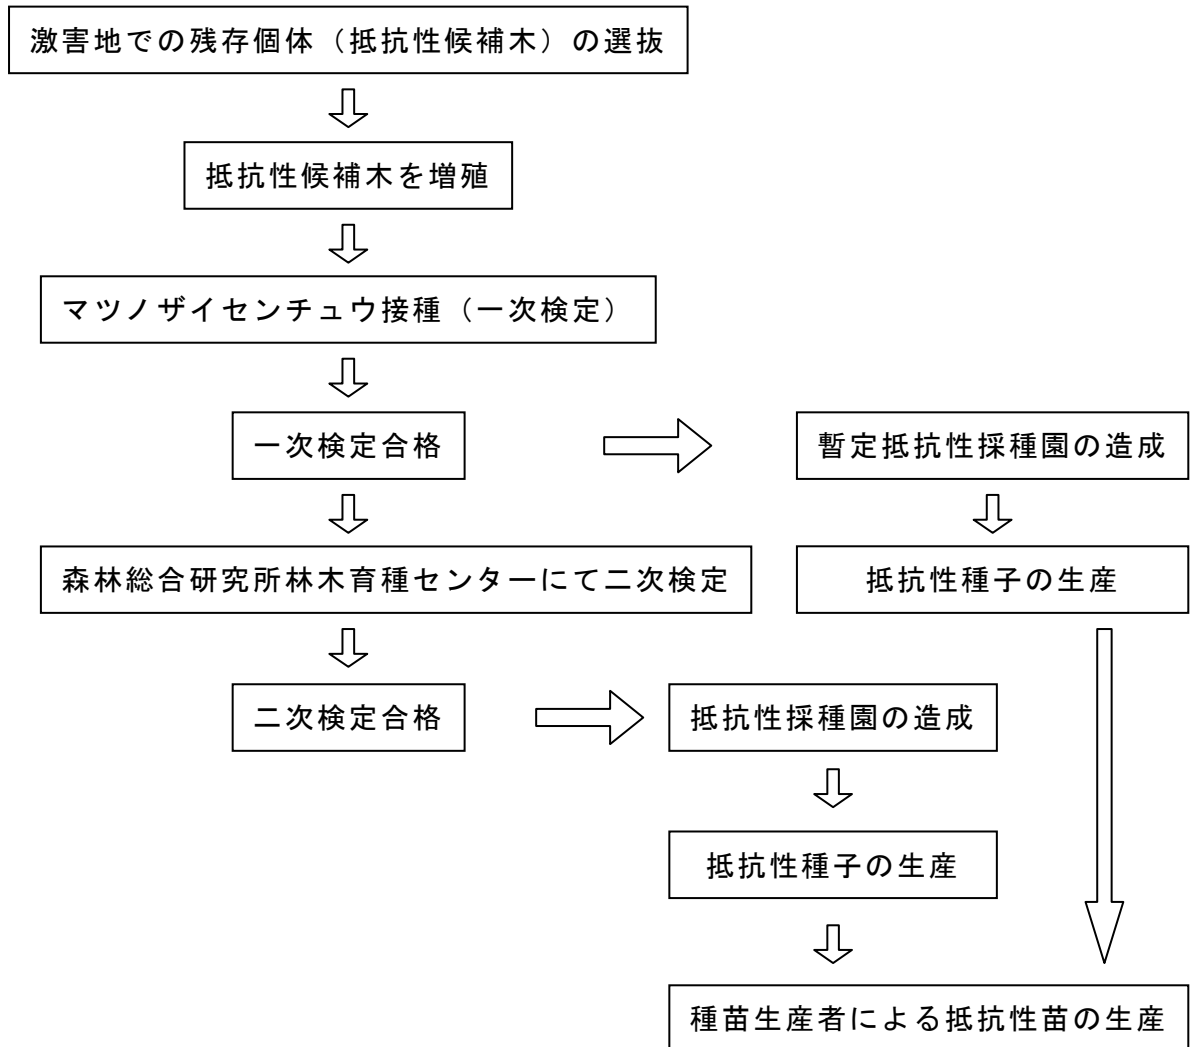 激害地での残存個体（抵抗性候補木）の選抜
抵抗性候補木を増殖
マツノザイセンチュウ接種（一次検定）
一次検定合格
暫定抵抗性採種園の造成
森林総合研究所林木育種センターにて二次検定
抵抗性種子の生産
二次検定合格
抵抗性採種園の造成
抵抗性種子の生産
種苗生産者による抵抗性苗の生産